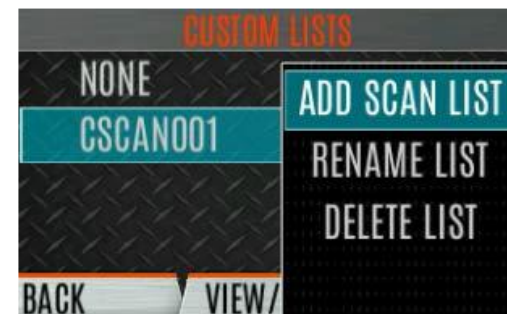 CUSTOM LISTS
NONE
CSCAN001
ADD SCAN LIST
RENAME LIST
DELETE LIST
BACK
VIEW/